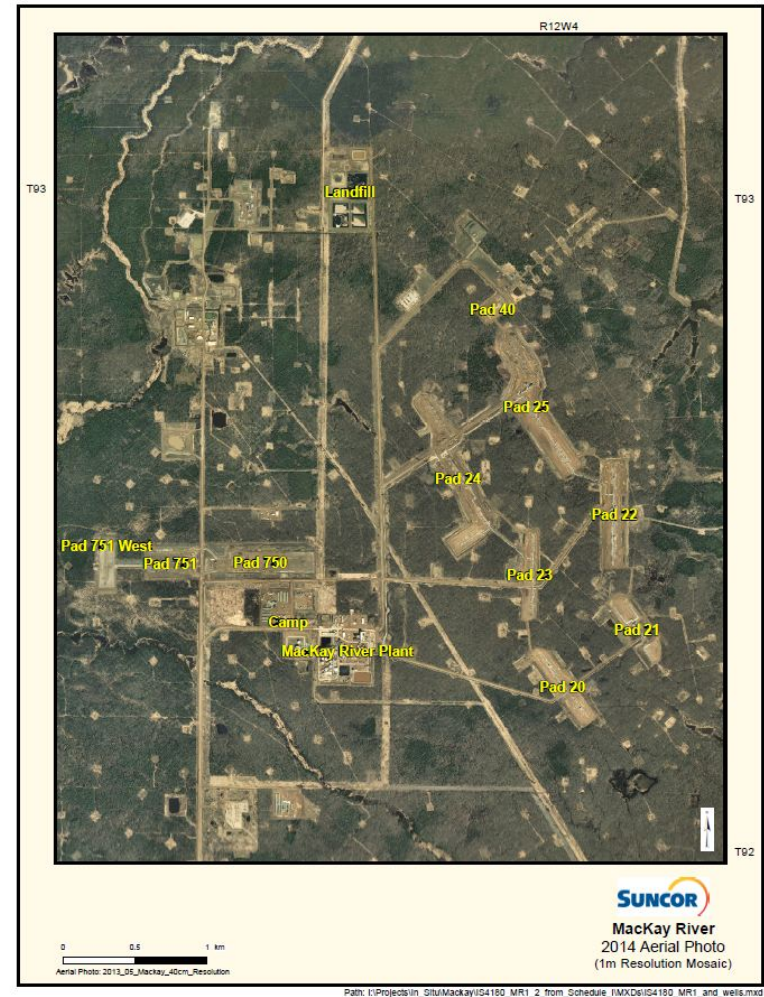 R12W4
T93
T93
Landfill
Pad 40
Pad 25
Pad 24
Pad 22
Pad 751 West
Pad 751
Pad 750
Pad 23
Camp
Pad 21
MacKay River Plant
Pad 20
T92
SUNCOR
MacKay River
2014 Aerial Photo
(1m Resolution Mosaic)
0 0.5 1 km
Aerial Photo: 2013_05_Mackay_40cm_Resolution
Path: I:\Projects\In_Situ\Mackay\IS4180_MR1_2_from_Schedule_I\MXDs\IS4180_MR1_and_wells.mxd